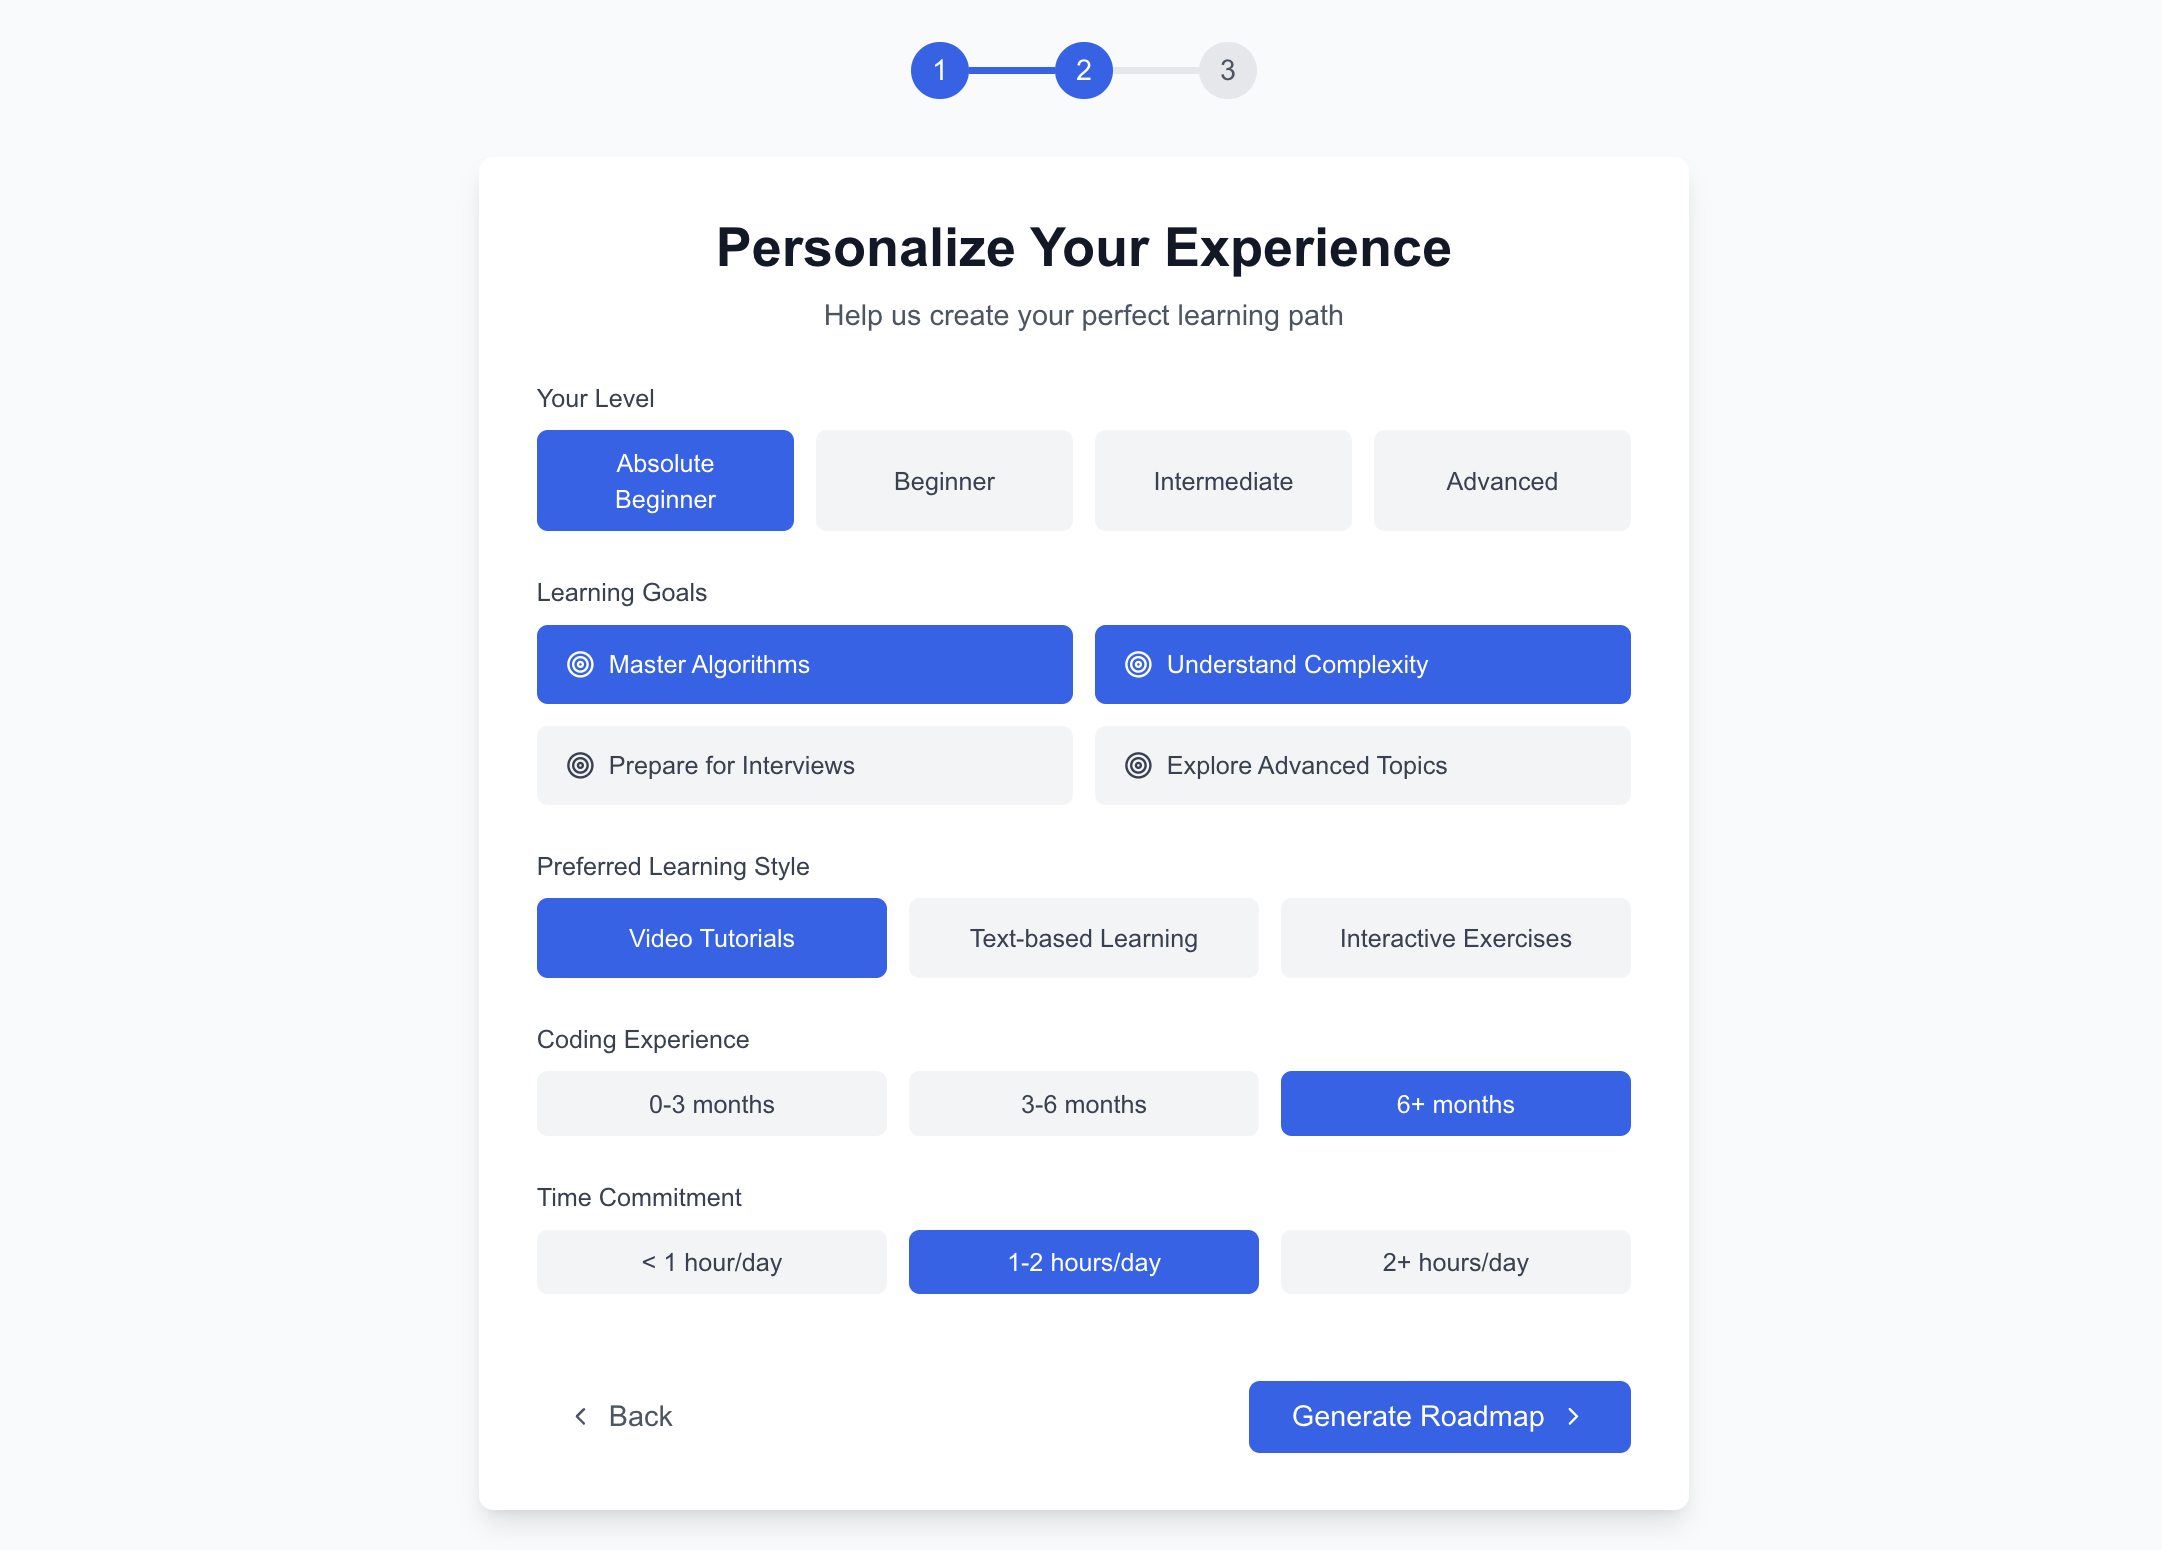 1 2 3
Personalize Your Experience
Help us create your perfect learning path
Your Level
Absolute
Beginner
Beginner
Intermediate
Advanced
Learning Goals
Master Algorithms
Understand Complexity
Prepare for Interviews
Explore Advanced Topics
Preferred Learning Style
Video Tutorials
Text-based Learning
Interactive Exercises
Coding Experience
0-3 months
3-6 months
6+ months
Time Commitment
< 1 hour/day
1-2 hours/day
2+ hours/day
Back
Generate Roadmap